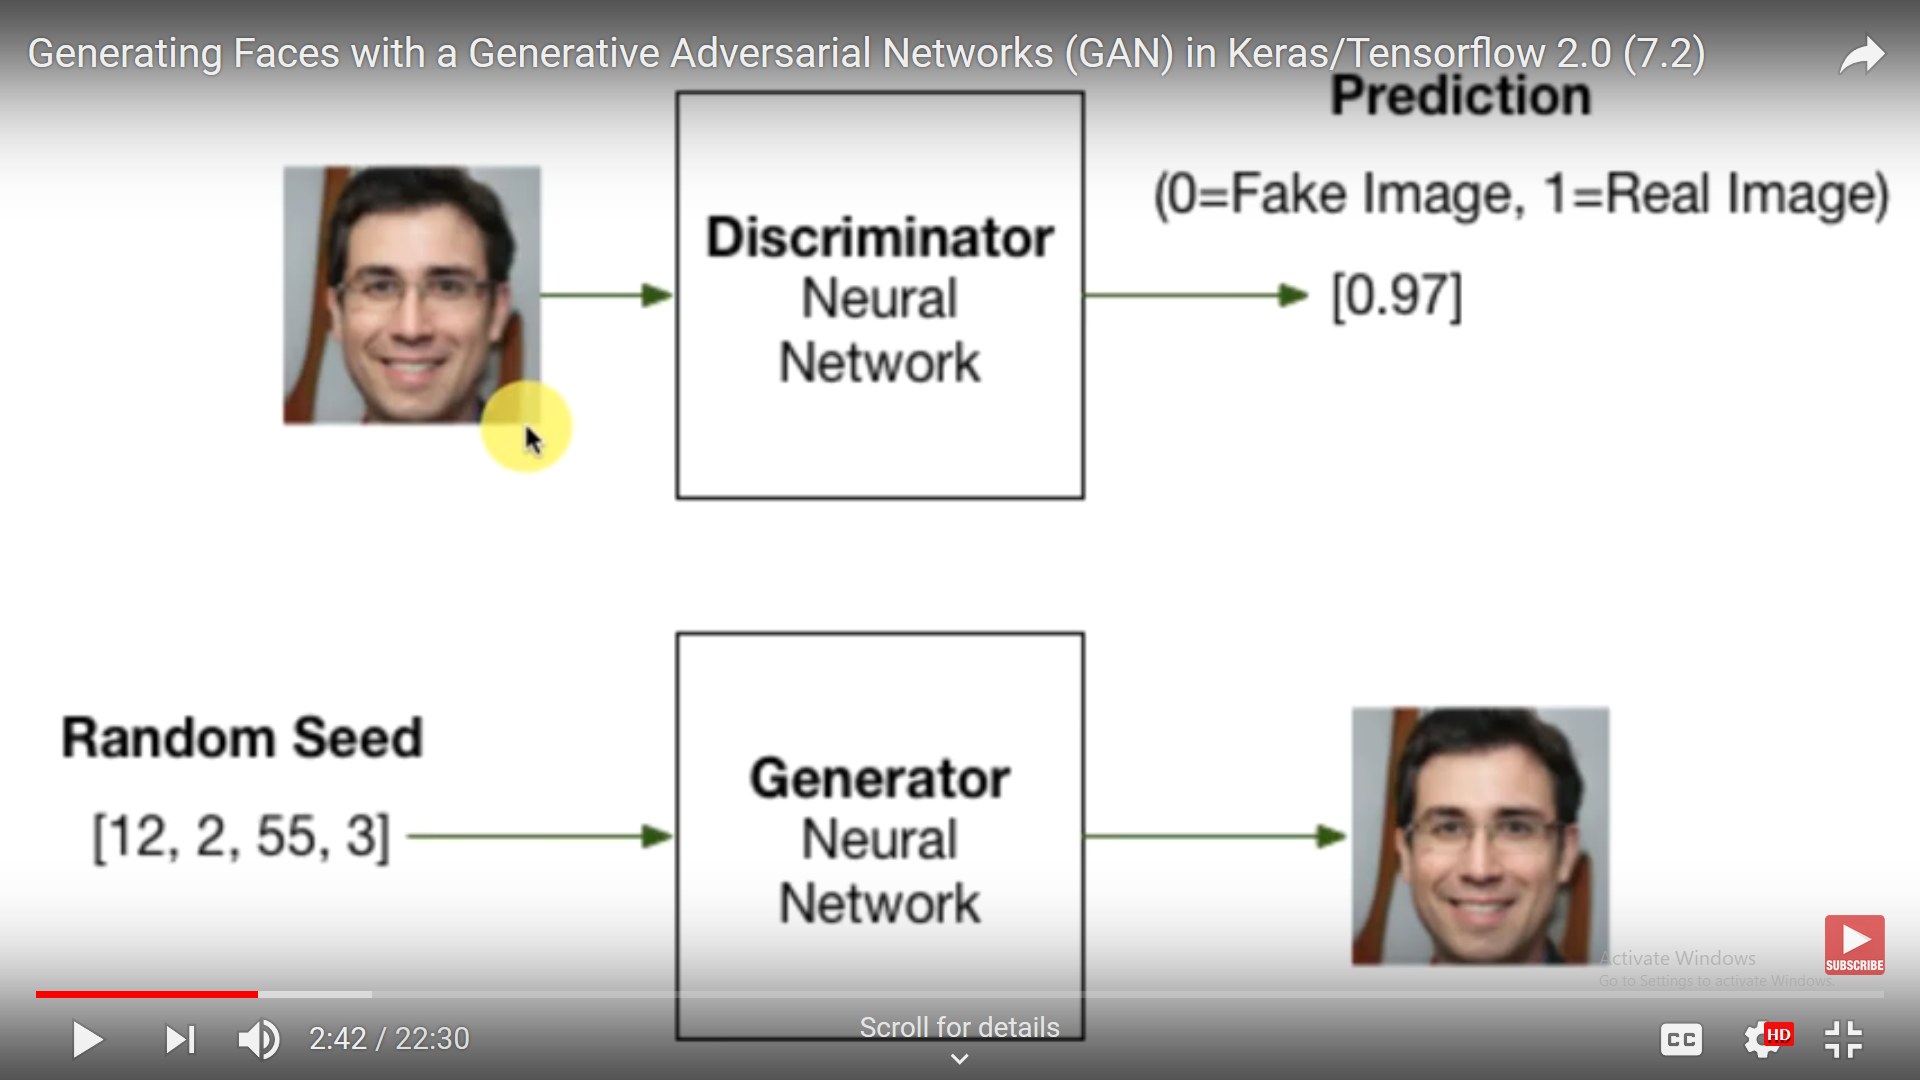 Generating Faces with a Generative Adversarial Networks (GAN) in Keras/Tensorflow 2.0 (7.2)
Prediction
(0=Fake Image, 1=Real Image)
Discriminator
Neural
Network
[0.97]
Random Seed
[12, 2, 55, 3]
Generator
Neural
Network
Activate Windows
Go to Settings to activate Windows.
SUBSCRIBE
2:42 / 22:30
Scroll for details
CC
HD